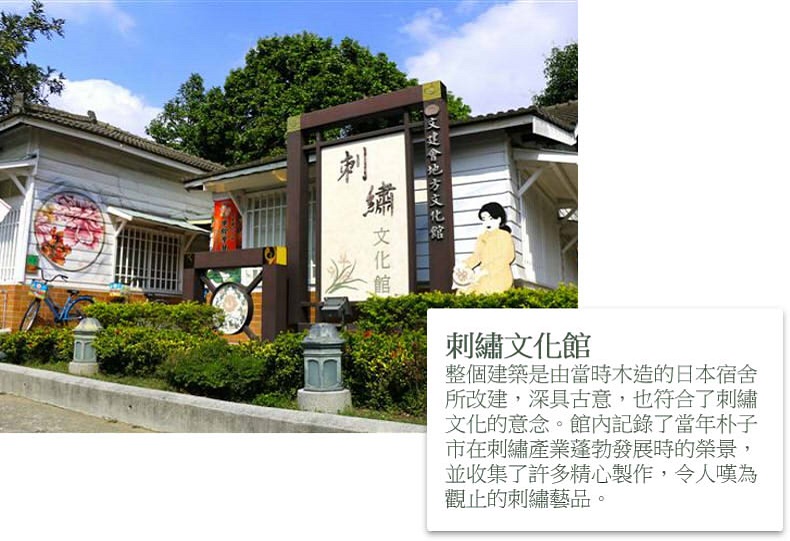 刺繡
文化館
文建會地方文化館
刺繡文化館
整個建築是由當時木造的日本宿舍
所改建，深具古意，也符合了刺繡
文化的意念。館內記錄了當年朴子
市在刺繡產業蓬勃發展時的榮景，
並收集了許多精心製作，令人嘆為
觀止的刺繡藝品。